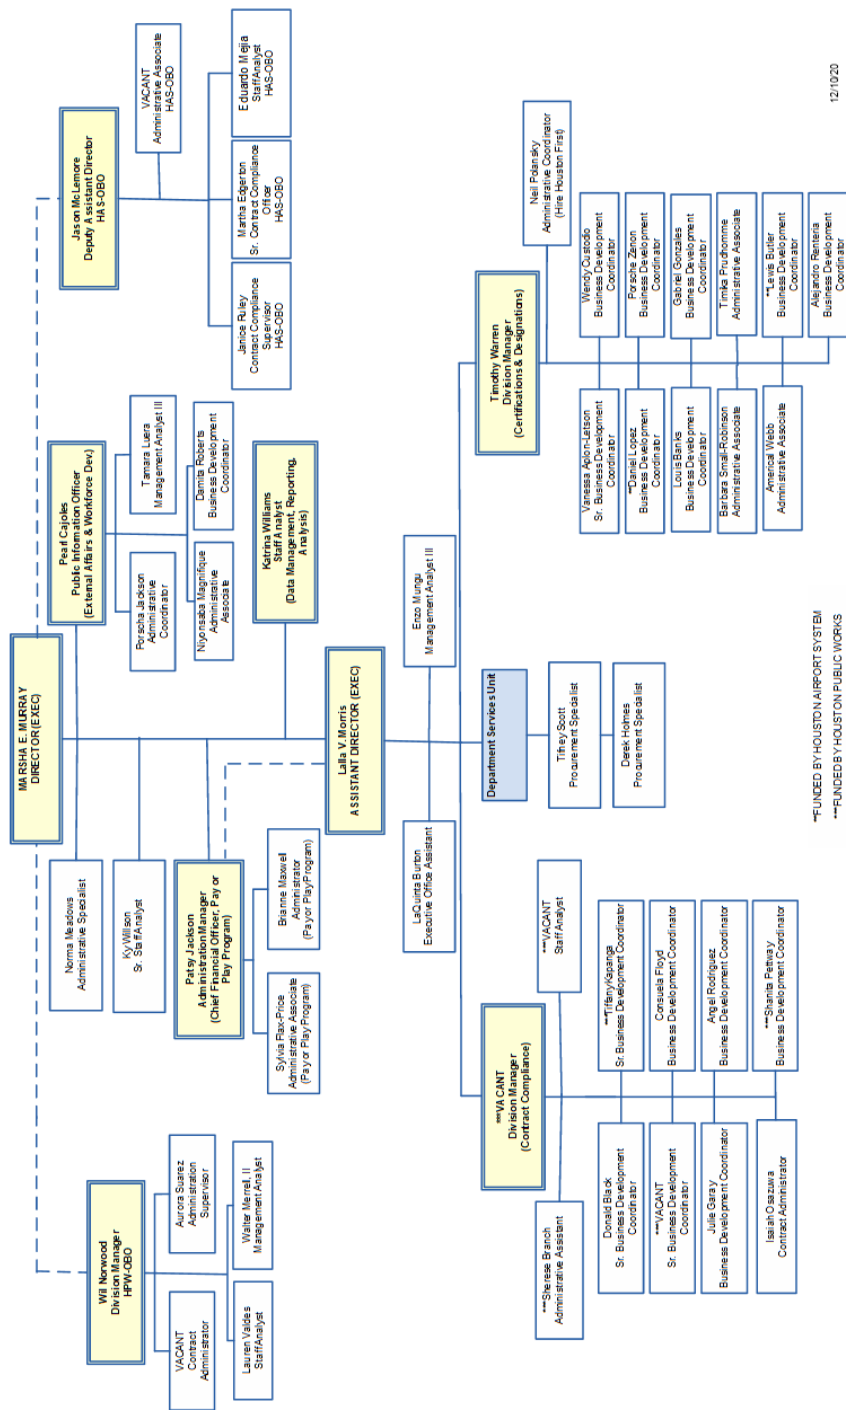 MARSHA E. MURRAY
DIRECTOR (EXEC)
Wil Norwood
Division Manager
HPW-OBO
VACANT
Contract
Administrator
Aurora Suarez
Administration
Supervisor
Lauren Valdes
Staff Analyst
Walter Merrell, II
Management Analyst
Norma Meadows
Administrative Specialist
Ky Wilson
Sr. Staff Analyst
Patsy Jackson
Administration Manager
(Chief Financial Officer, Pay or
Play Program)
Sylvia Flax-Price
Administrative Associate
(Pay or Play Program)
Brianne Maxwell
Administrator
(Pay or Play Program)
Pearl Cajoles
Public Information Officer
(External Affairs & Workforce Dev.)
Porscha Jackson
Administrative
Coordinator
Tamara Luera
Management Analyst III
Niyonsaba Magnifique
Administrative
Associate
Damita Roberts
Business Development
Coordinator
Katrina Williams
Staff Analyst
(Data Management, Reporting,
Analysis)
Jason McLemore
Deputy Assistant Director
HAS-OBO
VACANT
Administrative Associate
HAS-OBO
Janice Ruley
Contract Compliance
Supervisor
HAS-OBO
Martha Edgerton
Sr. Contract Compliance
Officer
HAS-OBO
Eduardo Mejia
Staff Analyst
HAS-OBO
Lalla V. Morris
ASSISTANT DIRECTOR (EXEC)
LaQuinta Burton
Executive Office Assistant
Enzo Mungu
Management Analyst III
***VACANT
Division Manager
(Contract Compliance)
***Sherese Branch
Administrative Assistant
***VACANT
Staff Analyst
Donald Black
Sr. Business Development
Coordinator
***Tiffany Kapanga
Sr. Business Development Coordinator
***VACANT
Sr. Business Development
Coordinator
Consuela Floyd
Business Development Coordinator
Julie Garay
Business Development Coordinator
Angel Rodriguez
Business Development Coordinator
Isaiah Osazuwa
Contract Administrator
***Shanita Pettway
Business Development Coordinator
Department Services Unit
Tifney Scott
Procurement Specialist
Derek Holmes
Procurement Specialist
Timothy Warren
Division Manager
(Certifications & Designations)
Neil Polansky
Administrative Coordinator
(Hire Houston First)
Vanessa Aplon-Letson
Sr. Business Development
Coordinator
Wendy Custodio
Business Development
Coordinator
**Daniel Lopez
Business Development
Coordinator
Porsche Zenon
Business Development
Coordinator
Louis Banks
Business Development
Coordinator
Gabriel Gonzales
Business Development
Coordinator
Barbara Small-Robinson
Administrative Associate
Timika Prudhomme
Administrative Associate
Americal Webb
Administrative Associate
**Lewis Butler
Business Development
Coordinator
Alejandro Renteria
Business Development
Coordinator
**FUNDED BY HOUSTON AIRPORT SYSTEM
***FUNDED BY HOUSTON PUBLIC WORKS
12/10/20